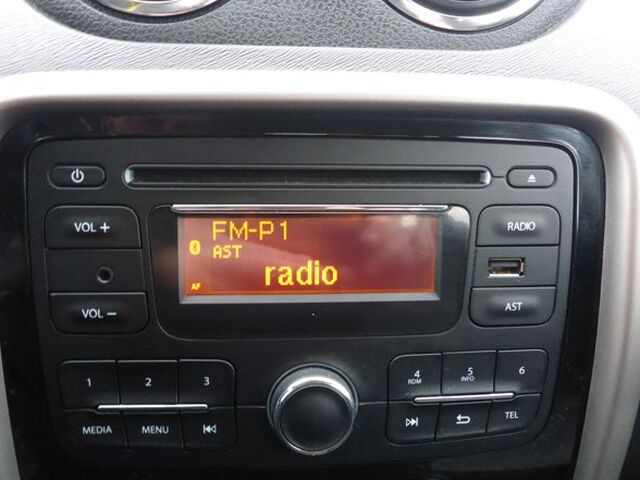 FM-P1
AST
AF
radio
VOL +
VOL −
RADIO
AST
1
2
3
MEDIA
MENU
4
RDM
5
INFO
6
TEL